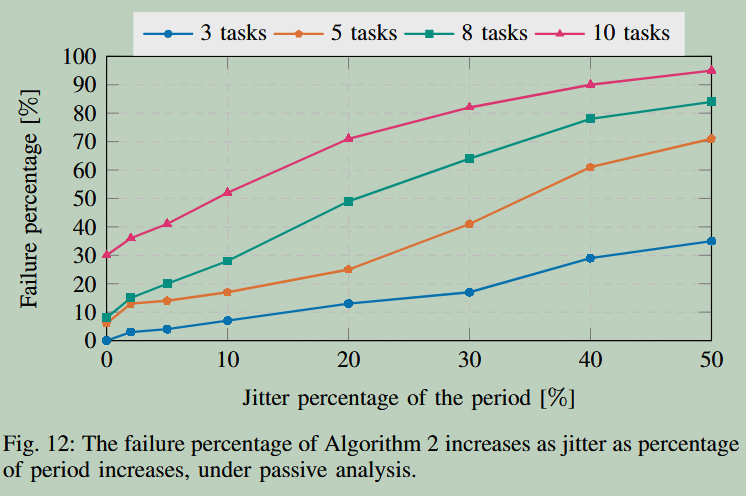 3 tasks 5 tasks 8 tasks 10 tasks
100
90
80
70
60
50
40
30
20
10
0
Failure percentage [%]
0 10 20 30 40 50
Jitter percentage of the period [%]
Fig. 12: The failure percentage of Algorithm 2 increases as jitter as percentage
of period increases, under passive analysis.